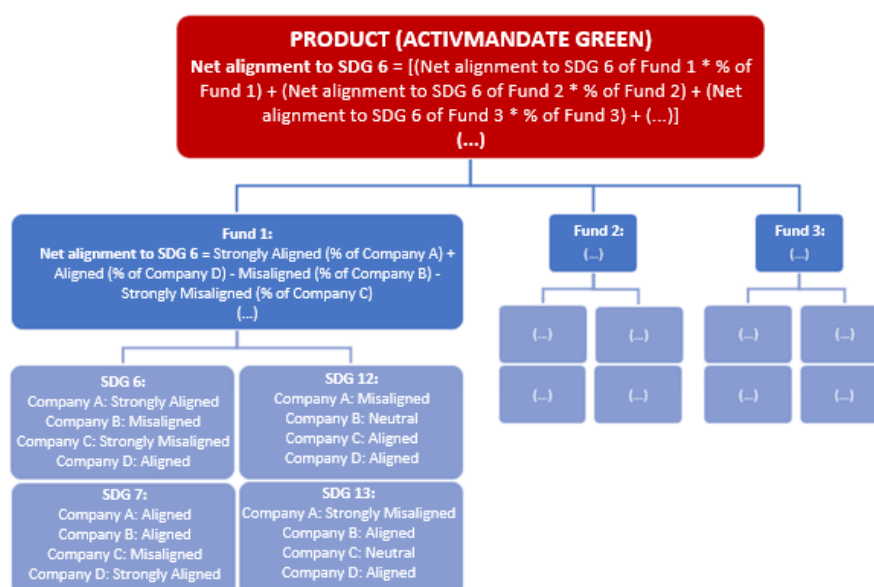 PRODUCT (ACTIVMANDATE GREEN)
Net alignment to SDG 6 = [(Net alignment to SDG 6 of Fund 1 * % of
Fund 1) + (Net alignment to SDG 6 of Fund 2 * % of Fund 2) + (Net
alignment to SDG 6 of Fund 3 * % of Fund 3) + (...)]
(...)
Fund 1:
Net alignment to SDG 6 = Strongly Aligned (% of Company A) +
Aligned (% of Company D) - Misaligned (% of Company B) -
Strongly Misaligned (% of Company C)
(...)
Fund 2:
(...)
Fund 3:
(...)
SDG 6:
Company A: Strongly Aligned
Company B: Misaligned
Company C: Strongly Misaligned
Company D: Aligned
SDG 12:
Company A: Misaligned
Company B: Neutral
Company C: Aligned
Company D: Aligned
SDG 7:
Company A: Aligned
Company B: Aligned
Company C: Misaligned
Company D: Strongly Aligned
SDG 13:
Company A: Strongly Misaligned
Company B: Aligned
Company C: Neutral
Company D: Aligned
(...)
(...)
(...)
(...)
(...)
(...)
(...)
(...)